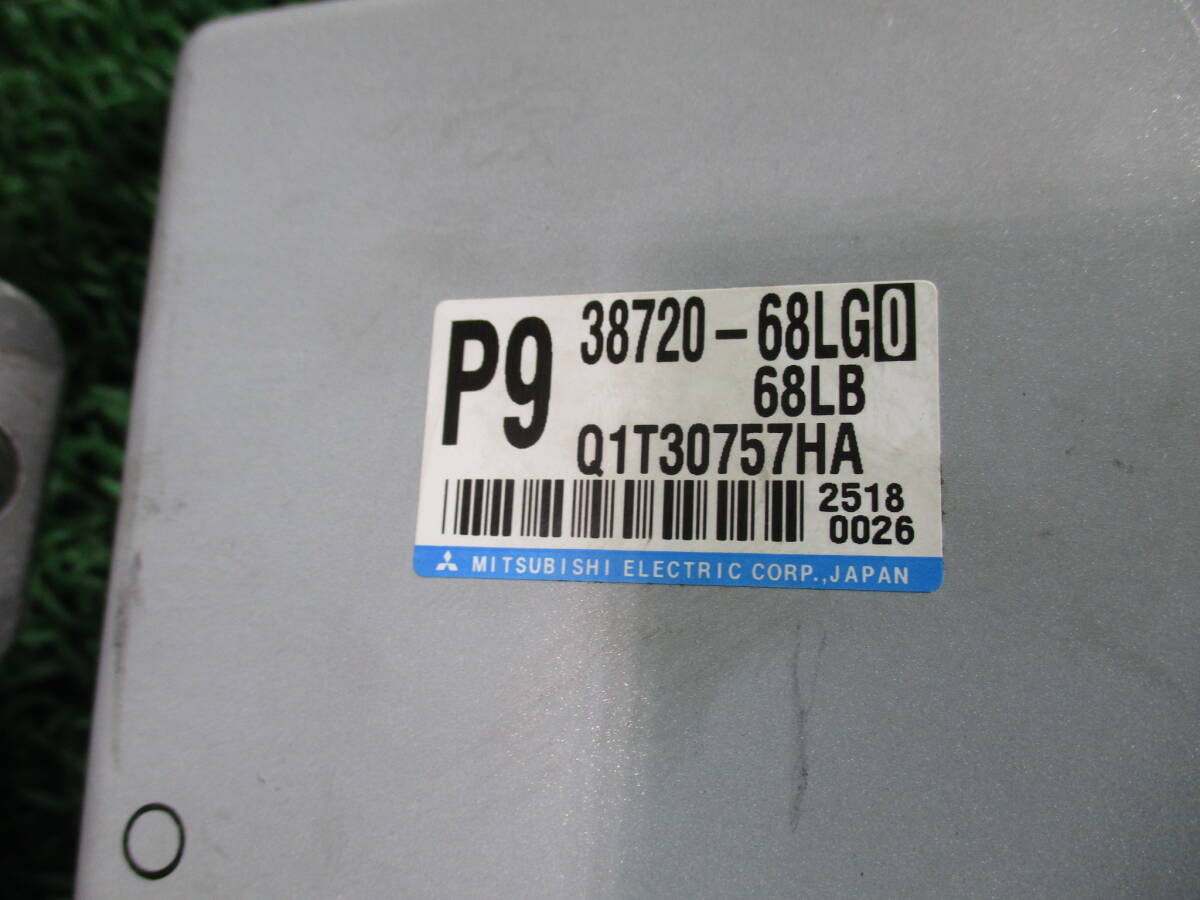 P9 38720-68LG0
68LB
Q1T30757HA
2518
0026
MITSUBISHI ELECTRIC CORP.,JAPAN